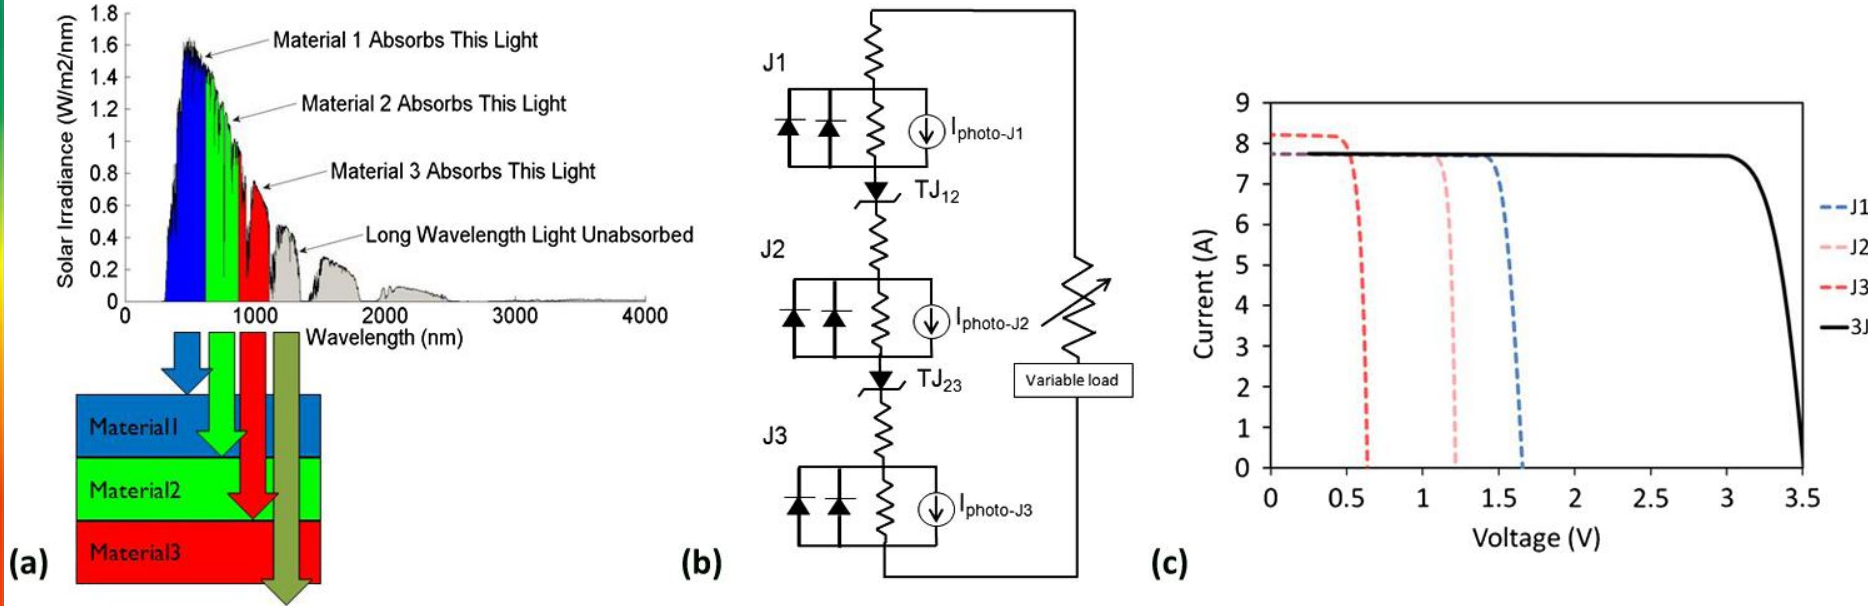 1.8
1.6
1.4
1.2
1
0.8
0.6
0.4
0.2
0
Solar Irradiance (W/m2/nm)
Material 1 Absorbs This Light
Material 2 Absorbs This Light
Material 3 Absorbs This Light
Long Wavelength Light Unabsorbed
0 1000 2000 3000 4000
Wavelength (nm)
Material1
Material2
Material3
(a)
J1
Iphoto-J1
TJ12
J2
Iphoto-J2
TJ23
J3
Iphoto-J3
Variable load
(b)
9
8
7
6
5
4
3
2
1
0
Current (A)
0 0.5 1 1.5 2 2.5 3 3.5
Voltage (V)
J1
J2
J3
3J
(c)